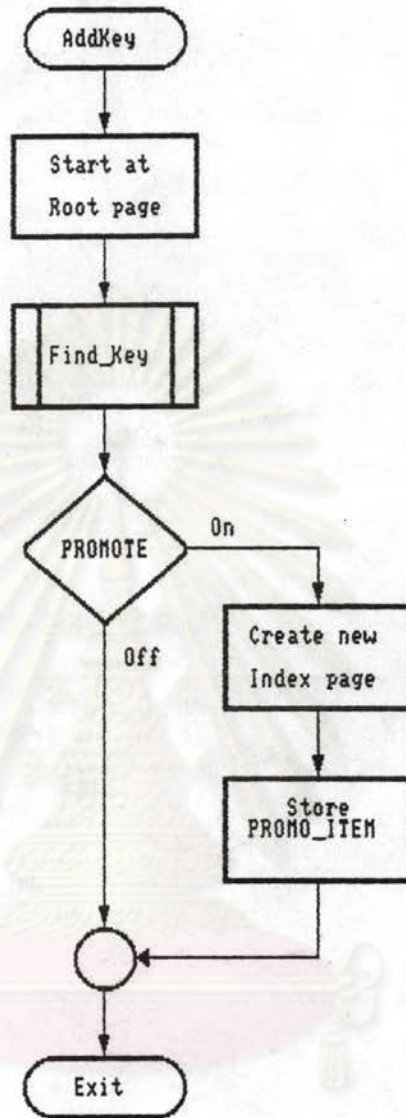 AddKey
Start at
Root page
Find_Key
PROMOTE
On
Off
Create new
Index page
Store
PROMO_ITEM
Exit